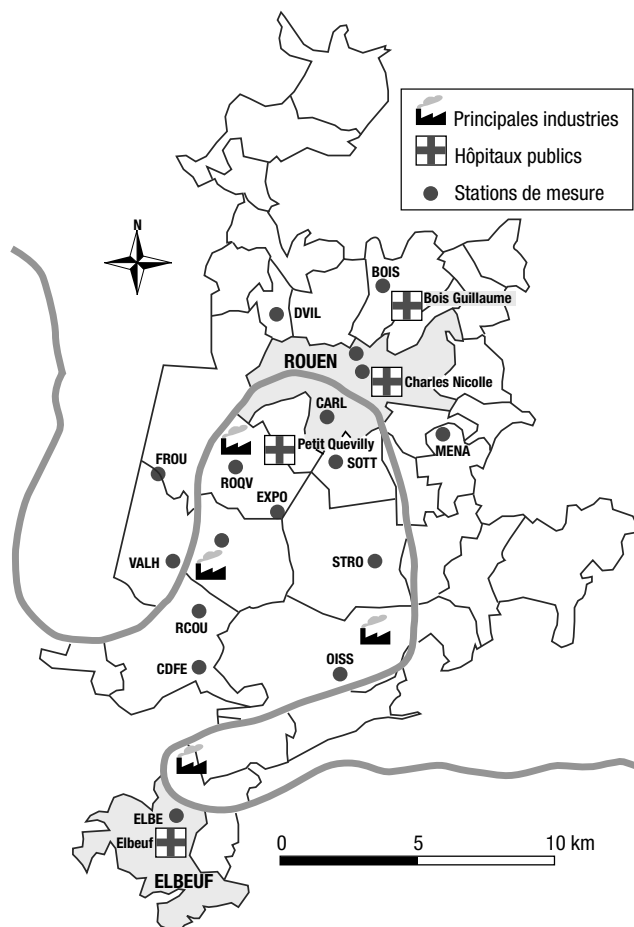 Principales industries
Hôpitaux publics
Stations de mesure
N
BOIS
Bois Guillaume
DVIL
ROUEN
Charles Nicolle
CARL
Petit Quevilly
MENA
FROU
ROQV
SOTT
EXPO
VALH
STRO
RCOU
CDFE
OISS
ELBE
Elbeuf
ELBEUF
0 5 10 km